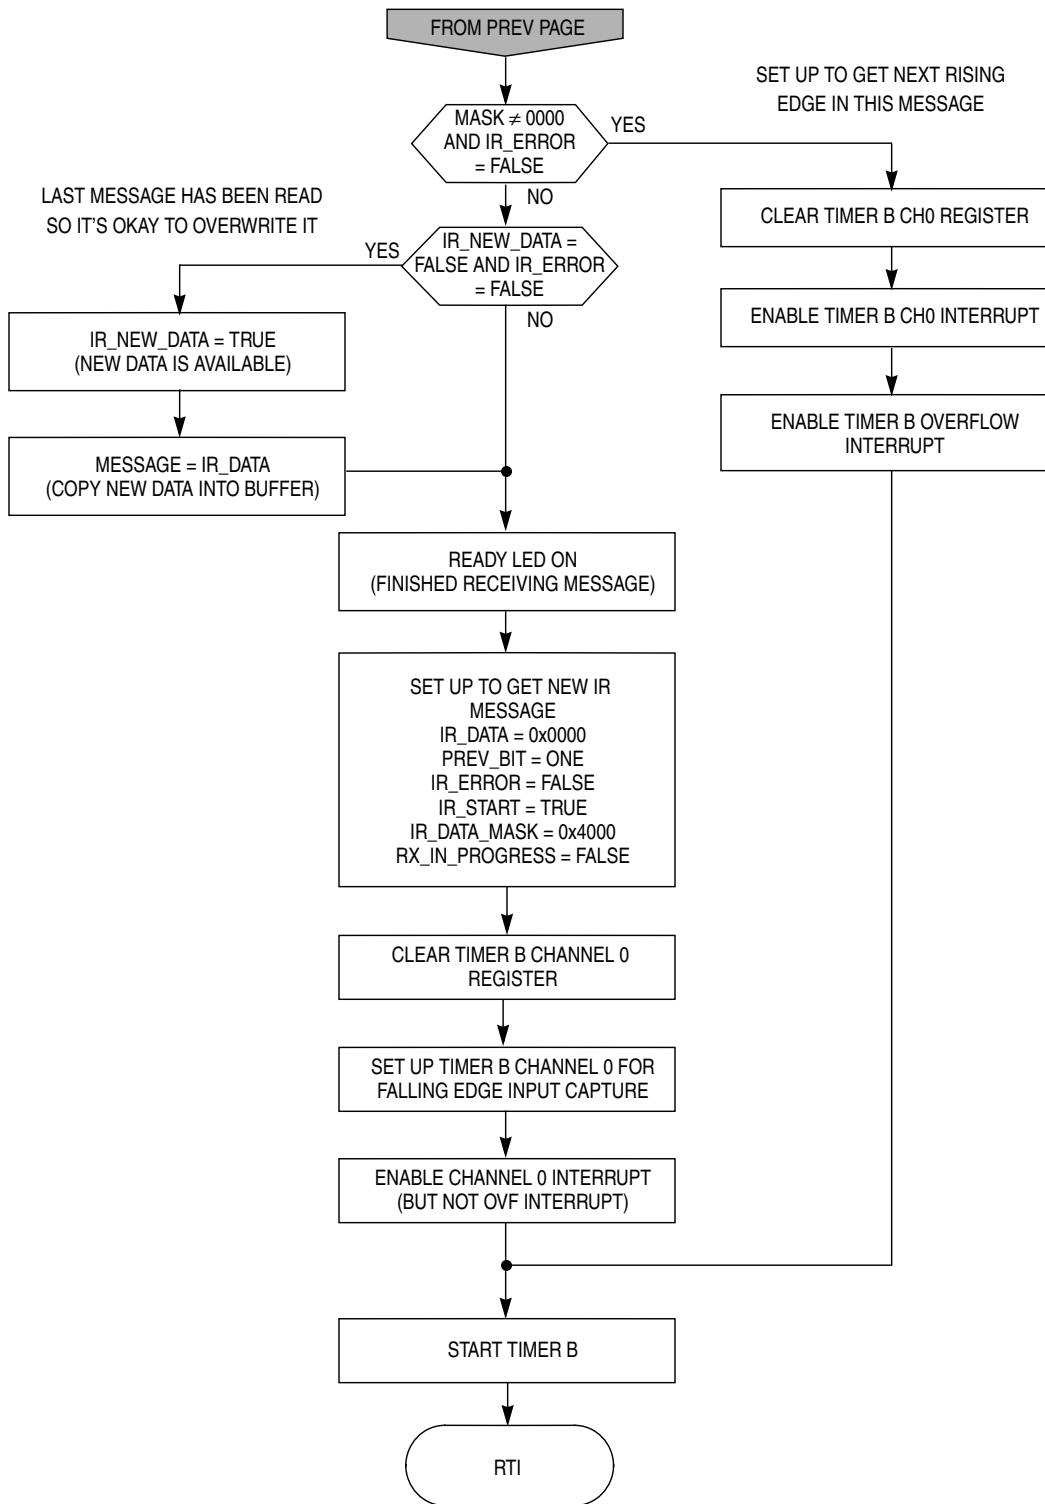 FROM PREV PAGE
SET UP TO GET NEXT RISING
EDGE IN THIS MESSAGE
MASK ≠ 0000
AND IR_ERROR
= FALSE
YES
NO
LAST MESSAGE HAS BEEN READ
SO IT'S OKAY TO OVERWRITE IT
CLEAR TIMER B CH0 REGISTER
YES
IR_NEW_DATA =
FALSE AND IR_ERROR
= FALSE
NO
ENABLE TIMER B CH0 INTERRUPT
IR_NEW_DATA = TRUE
(NEW DATA IS AVAILABLE)
ENABLE TIMER B OVERFLOW
INTERRUPT
MESSAGE = IR_DATA
(COPY NEW DATA INTO BUFFER)
READY LED ON
(FINISHED RECEIVING MESSAGE)
SET UP TO GET NEW IR
MESSAGE
IR_DATA = 0x0000
PREV_BIT = ONE
IR_ERROR = FALSE
IR_START = TRUE
IR_DATA_MASK = 0x4000
RX_IN_PROGRESS = FALSE
CLEAR TIMER B CHANNEL 0
REGISTER
SET UP TIMER B CHANNEL 0 FOR
FALLING EDGE INPUT CAPTURE
ENABLE CHANNEL 0 INTERRUPT
(BUT NOT OVF INTERRUPT)
START TIMER B
RTI